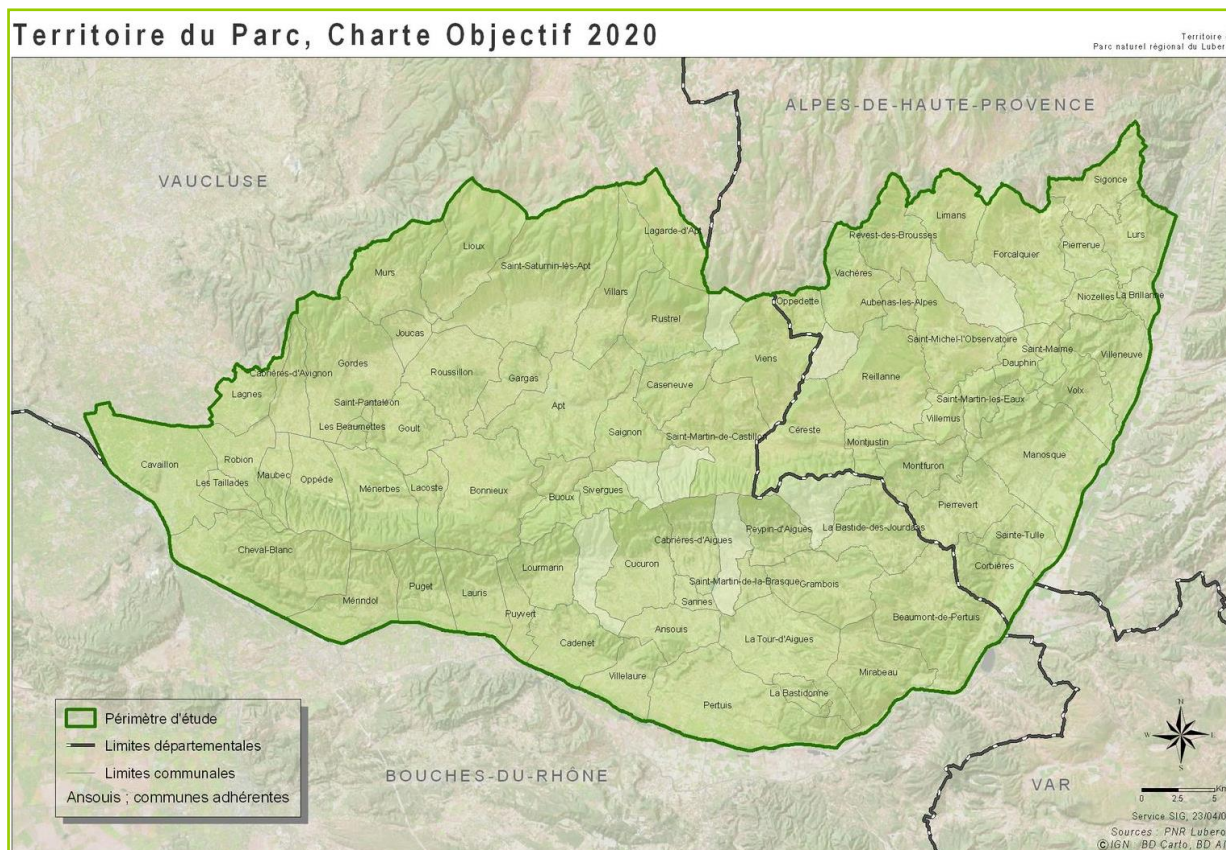 Territoire du Parc, Charte Objectif 2020
Territoire
Parc naturel régional du Luber
ALPES-DE-HAUTE-PROVENCE
VAUCLUSE
Sigonce
Limans
Lagarde-d'Apt
Revest-des-Brousses
Lurs
Lioux
Pierrerue
Forcalquier
Saint-Saturnin-lès-Apt
Murs
Vachères
Villars
Niozelles
La Brillanne
Oppedette
Aubenas-les-Alpes
Rustrel
Joucas
Saint-Michel-l'Observatoire
Saint-Maime
Villeneuve
Viens
Gordes
Dauphin
Cabrières-d'Avignon
Roussillon
Gargas
Reillanne
Caseneuve
Volx
Lagnes
Saint-Pantaléon
Apt
Saint-Martin-les-Eaux
Villemus
Les Beaumettes
Goult
Saignon
Saint-Martin-de-Castillon
Céreste
Montjustin
Manosque
Robion
Cavaillon
Montfuron
Maubec
Oppède
Les Taillades
Ménerbes
Lacoste
Bonnieux
Buoux
Sivergues
Pierrevert
Peypin-d'Aigues
La Bastide-des-Jourdans
Sainte-Tulle
Cabrières-d'Aigues
Cheval-Blanc
Lourmarin
Cucuron
Corbières
Saint-Martin-de-la-Brasque
Grambois
Puget
Lauris
Mérindol
Sannes
Puyvert
Beaumont-de-Pertuis
Ansouis
Cadenet
La Tour-d'Aigues
Mirabeau
Villelaure
La Bastidonne
Pertuis
Périmètre d'étude
Limites départementales
Limites communales
Ansouis ; communes adhérentes
BOUCHES-DU-RHÔNE
VAR
N
W
E
S
0 2.5 5 Km
Service SIG, 23/04/0
Sources : PNR Lubero
©IGN BD Carto, BD Al